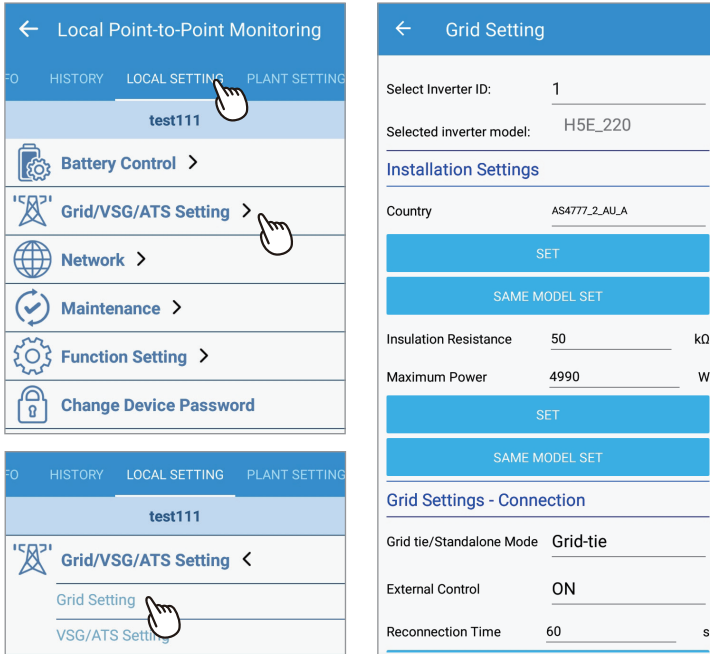 Local Point-to-Point Monitoring
FO HISTORY LOCAL SETTING PLANT SETTING
test111
Battery Control
Grid/VSG/ATS Setting
Network
Maintenance
Function Setting
Change Device Password
FO HISTORY LOCAL SETTING PLANT SETTING
test111
Grid/VSG/ATS Setting
Grid Setting
VSG/ATS Setting
Grid Setting
Select Inverter ID: 1
Selected inverter model: H5E_220
Installation Settings
Country AS4777_2_AU_A
SET
SAME MODEL SET
Insulation Resistance 50 kΩ
Maximum Power 4990 W
SET
SAME MODEL SET
Grid Settings - Connection
Grid tie/Standalone Mode Grid-tie
External Control ON
Reconnection Time 60 s